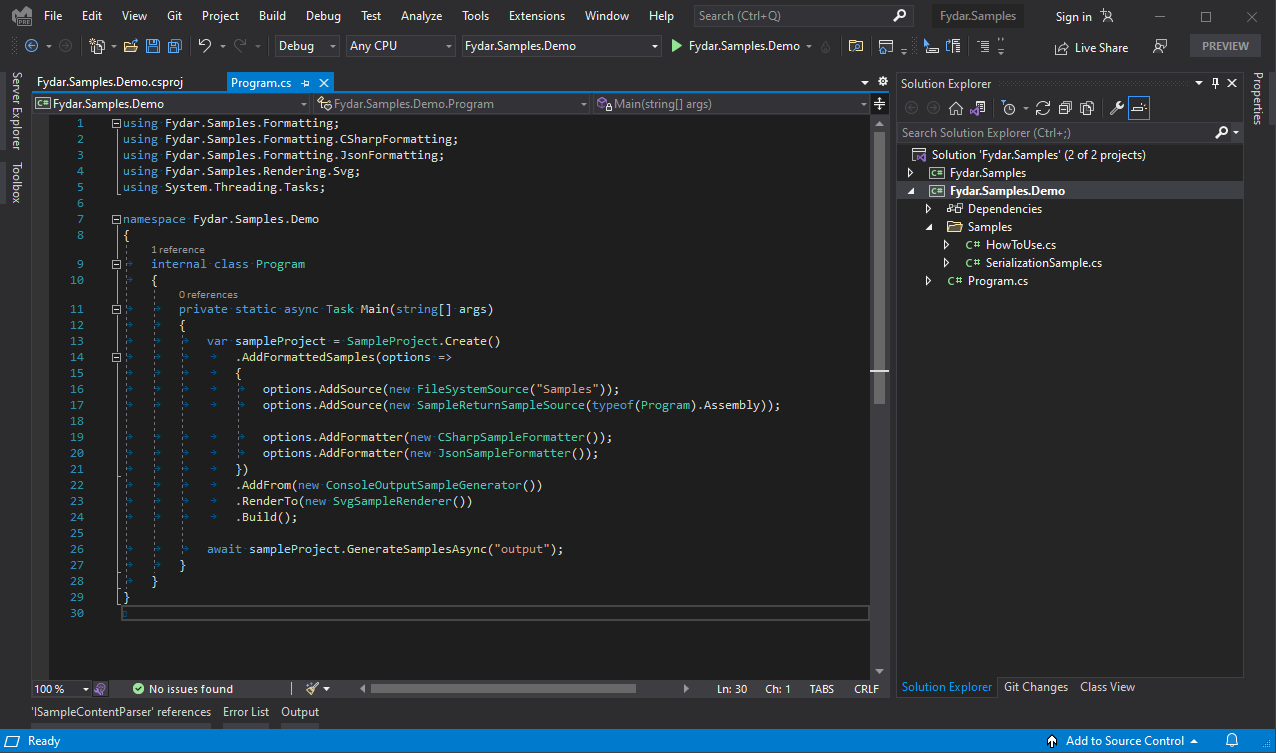 File Edit View Git Project Build Debug Test Analyze Tools Extensions Window Help Search (Ctrl+Q) Fydar.Samples Sign in
Debug Any CPU Fydar.Samples.Demo Fydar.Samples.Demo Live Share PREVIEW
Server Explorer
Toolbox
Fydar.Samples.Demo.csproj Program.cs
C# Fydar.Samples.Demo Fydar.Samples.Demo.Program Main(string[] args)
1 using Fydar.Samples.Formatting;
2 using Fydar.Samples.Formatting.CSharpFormatting;
3 using Fydar.Samples.Formatting.JsonFormatting;
4 using Fydar.Samples.Rendering.Svg;
5 using System.Threading.Tasks;
6
7 namespace Fydar.Samples.Demo
8 {
1 reference
9 internal class Program
10 {
0 references
11 private static async Task Main(string[] args)
12 {
13 var sampleProject = SampleProject.Create()
14 .AddFormattedSamples(options =>
15 {
16 options.AddSource(new FileSystemSource("Samples"));
17 options.AddSource(new SampleReturnSampleSource(typeof(Program).Assembly));
18
19 options.AddFormatter(new CSharpSampleFormatter());
20 options.AddFormatter(new JsonSampleFormatter());
21 })
22 .AddFrom(new ConsoleOutputSampleGenerator())
23 .RenderTo(new SvgSampleRenderer())
24 .Build();
25
26 await sampleProject.GenerateSamplesAsync("output");
27 }
28 }
29 }
30
100 % No issues found Ln: 30 Ch: 1 TABS CRLF
Solution Explorer
Search Solution Explorer (Ctrl+;)
Solution 'Fydar.Samples' (2 of 2 projects)
C# Fydar.Samples
C# Fydar.Samples.Demo
Dependencies
Samples
C# HowToUse.cs
C# SerializationSample.cs
C# Program.cs
Solution Explorer Git Changes Class View
Properties
'ISampleContentParser' references Error List Output
Ready Add to Source Control